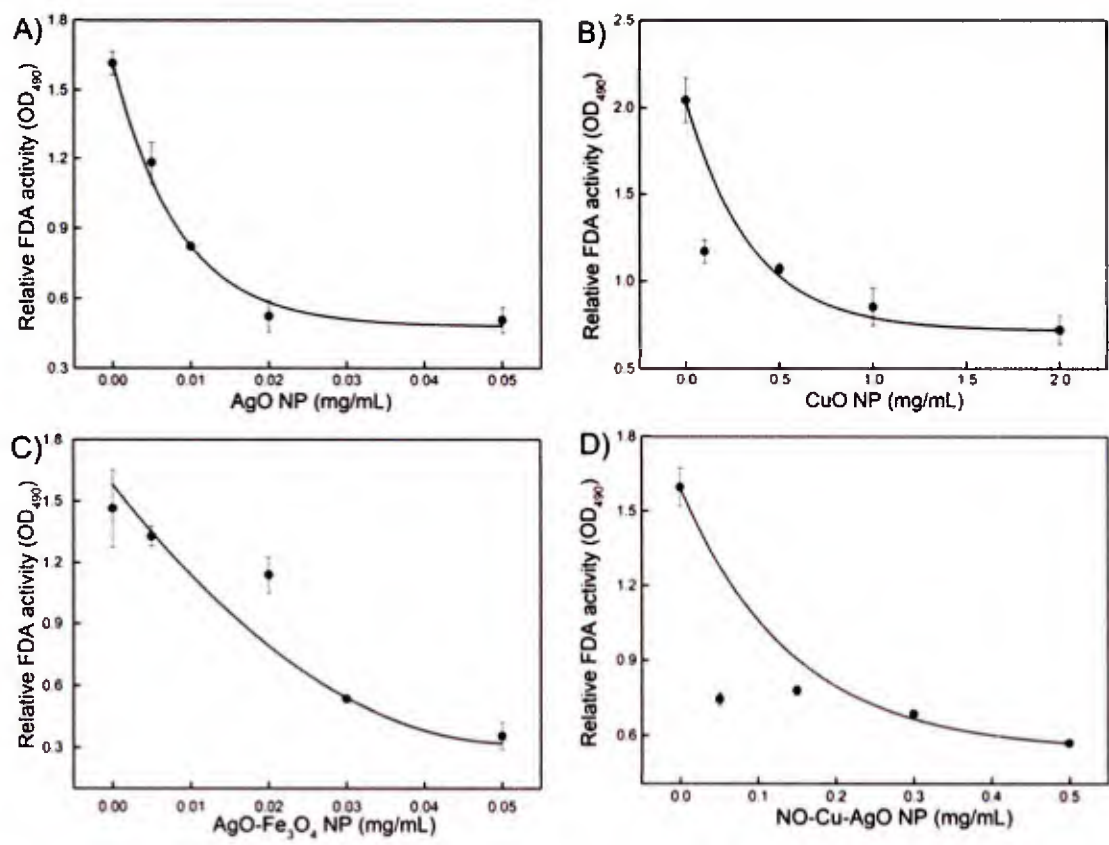 A)
Relative FDA activity (OD₄₉₀)
1.8
1.5
1.2
0.9
0.6
0.3
0.00 0.01 0.02 0.03 0.04 0.05
AgO NP (mg/mL)
B)
Relative FDA activity (OD₄₉₀)
2.5
2.0
1.5
1.0
0.5
0.0 0.5 1.0 1.5 2.0
CuO NP (mg/mL)
C)
Relative FDA activity (OD₄₉₀)
1.8
1.5
1.2
0.9
0.6
0.3
0.00 0.01 0.02 0.03 0.04 0.05
AgO-Fe₃O₄ NP (mg/mL)
D)
Relative FDA activity (OD₄₉₀)
1.8
1.5
1.2
0.9
0.6
0.0 0.1 0.2 0.3 0.4 0.5
NO-Cu-AgO NP (mg/mL)